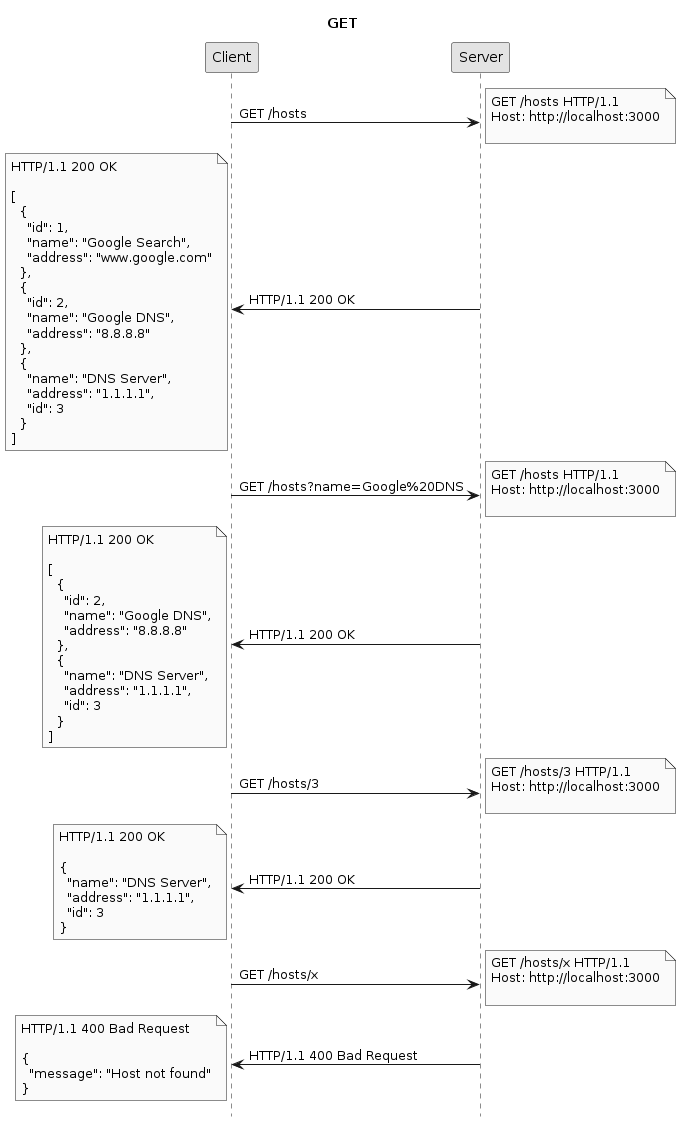 GET
Client
Server
GET /hosts
GET /hosts HTTP/1.1
Host: http://localhost:3000
HTTP/1.1 200 OK
[
  {
    "id": 1,
    "name": "Google Search",
    "address": "www.google.com"
  },
  {
    "id": 2,
    "name": "Google DNS",
    "address": "8.8.8.8"
  },
  {
    "name": "DNS Server",
    "address": "1.1.1.1",
    "id": 3
  }
]
HTTP/1.1 200 OK
GET /hosts?name=Google%20DNS
GET /hosts HTTP/1.1
Host: http://localhost:3000
HTTP/1.1 200 OK
[
  {
    "id": 2,
    "name": "Google DNS",
    "address": "8.8.8.8"
  },
  {
    "name": "DNS Server",
    "address": "1.1.1.1",
    "id": 3
  }
]
HTTP/1.1 200 OK
GET /hosts/3
GET /hosts/3 HTTP/1.1
Host: http://localhost:3000
HTTP/1.1 200 OK
{
  "name": "DNS Server",
  "address": "1.1.1.1",
  "id": 3
}
HTTP/1.1 200 OK
GET /hosts/x
GET /hosts/x HTTP/1.1
Host: http://localhost:3000
HTTP/1.1 400 Bad Request
{
  "message": "Host not found"
}
HTTP/1.1 400 Bad Request